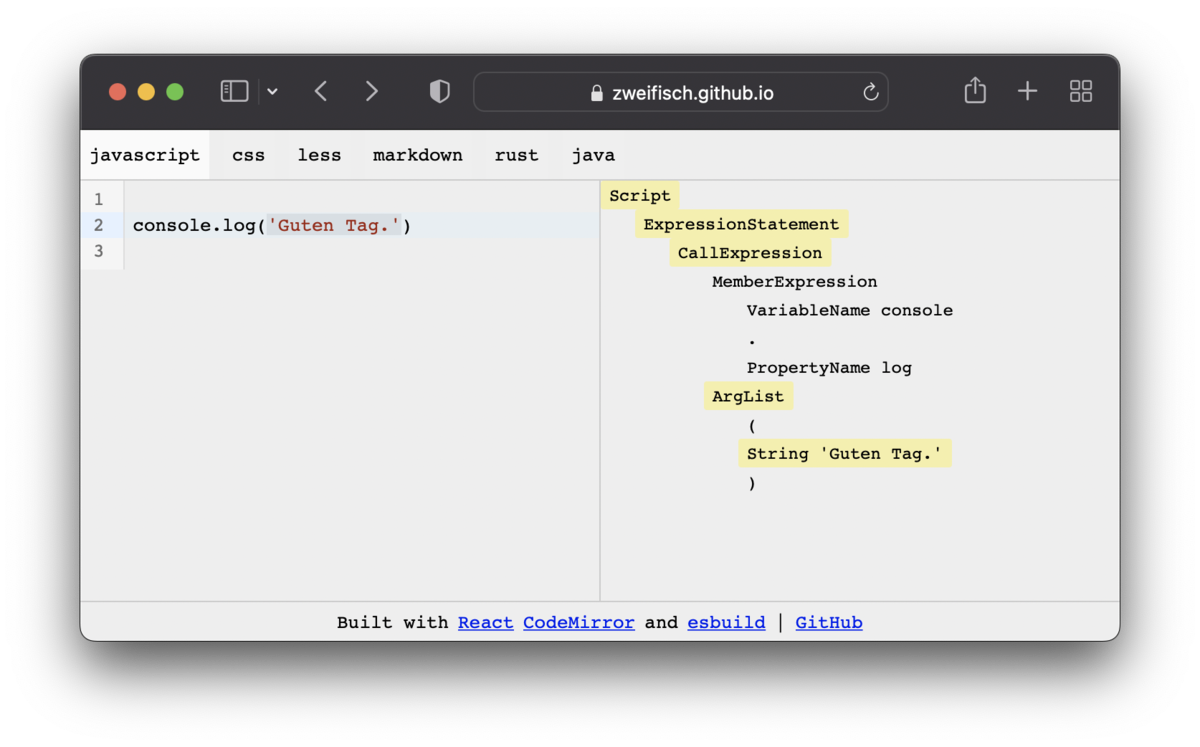 zweifisch.github.io
javascript css less markdown rust java
1
2 console.log('Guten Tag.')
3
Script
ExpressionStatement
CallExpression
MemberExpression
VariableName console
.
PropertyName log
ArgList
(
String 'Guten Tag.'
)
Built with React CodeMirror and esbuild | GitHub